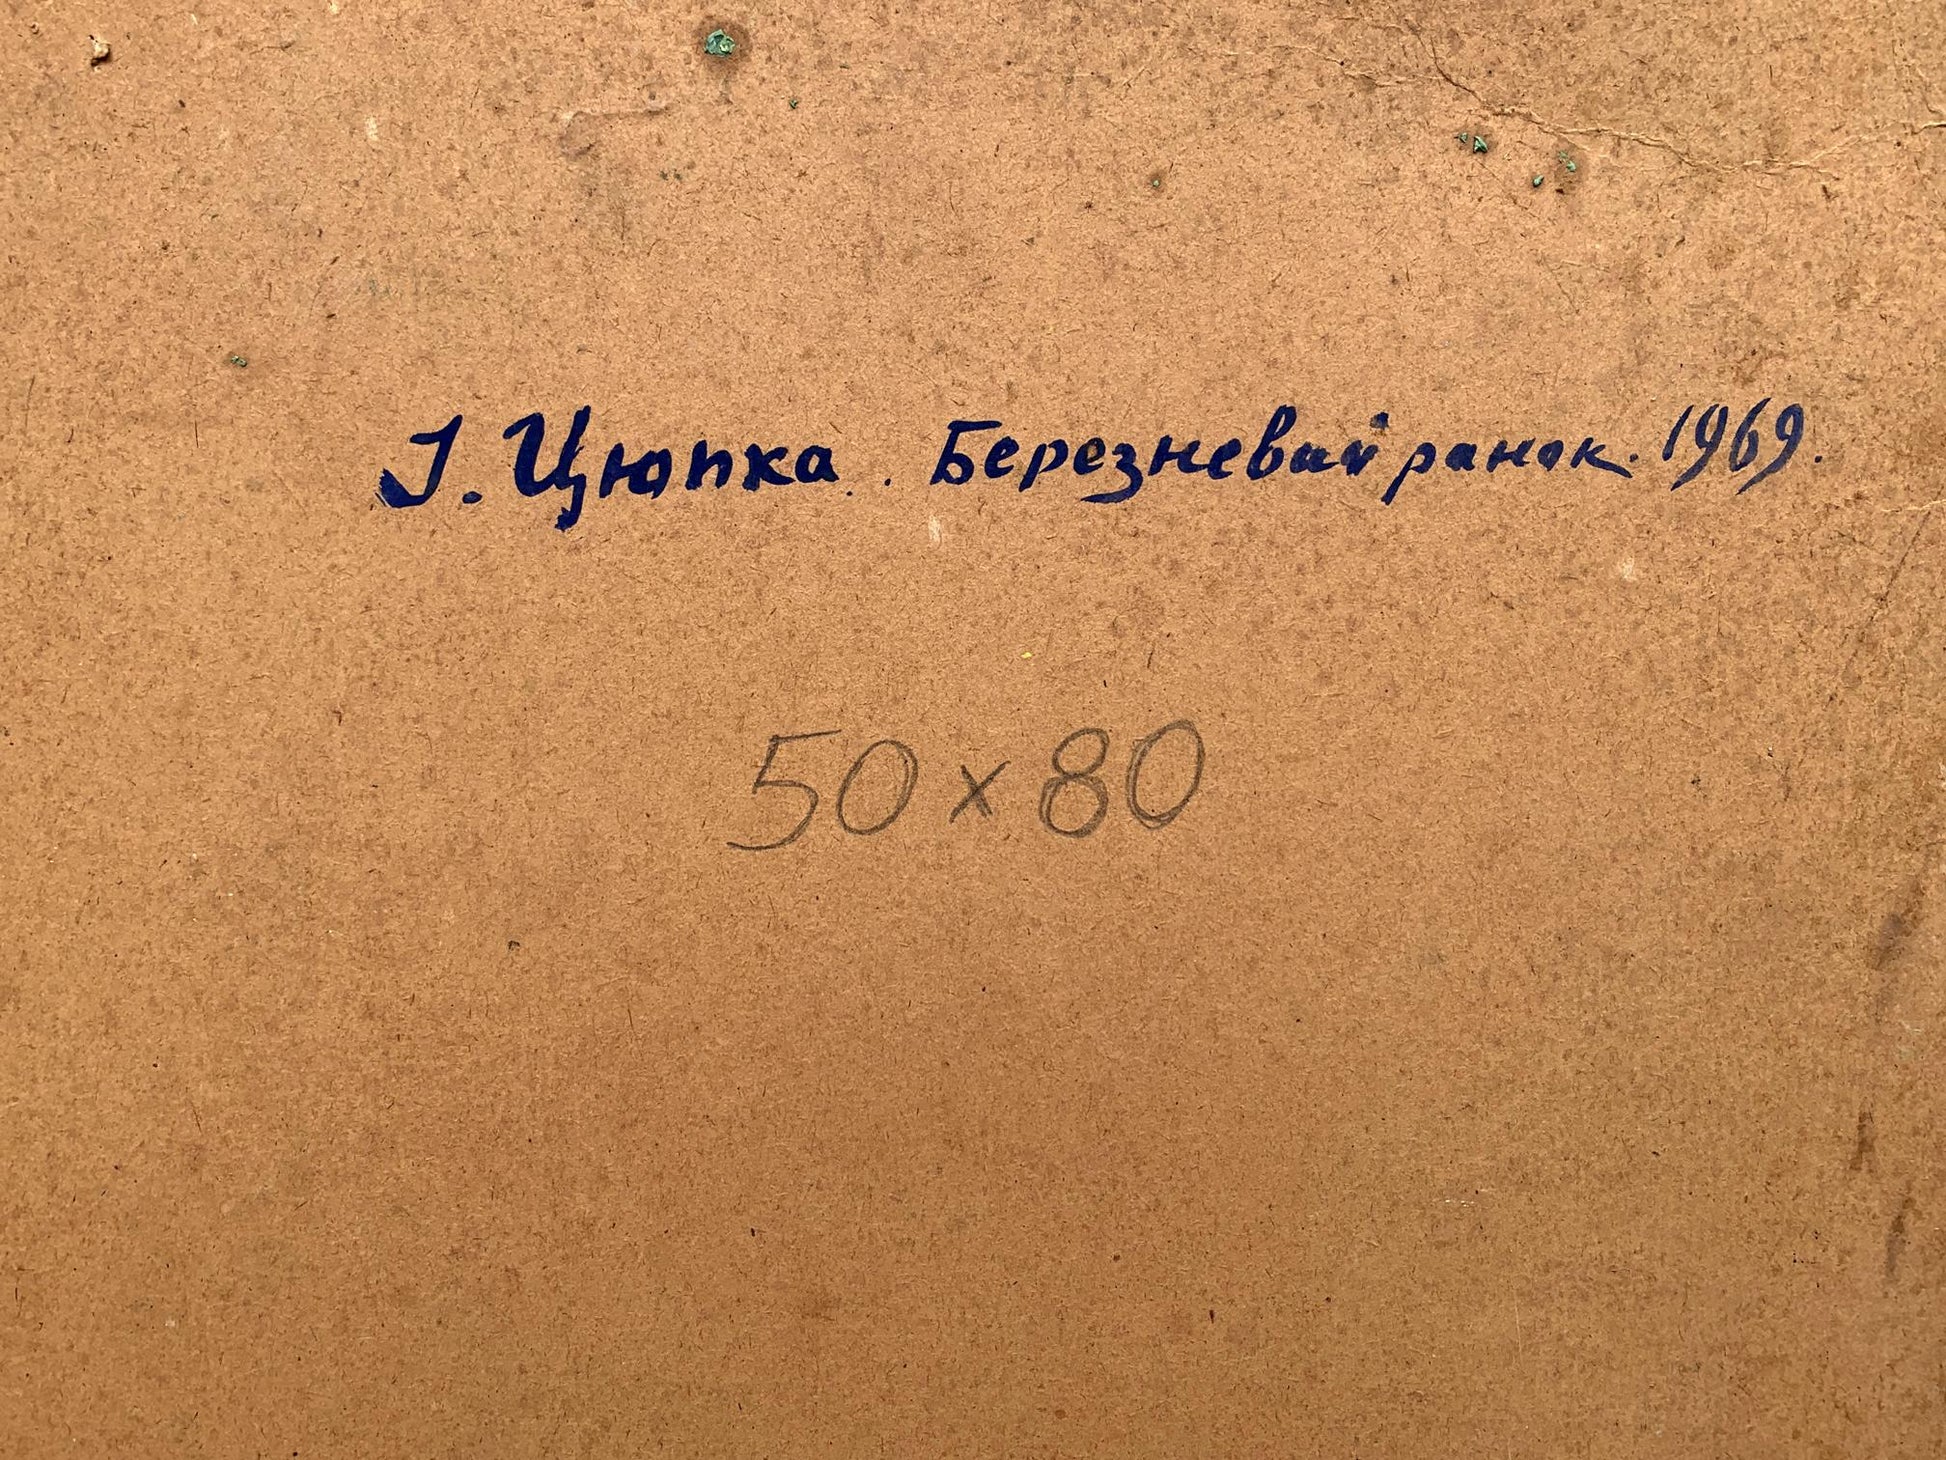 І. Цюпка. Березневий ранок. 1969.
50 x 80